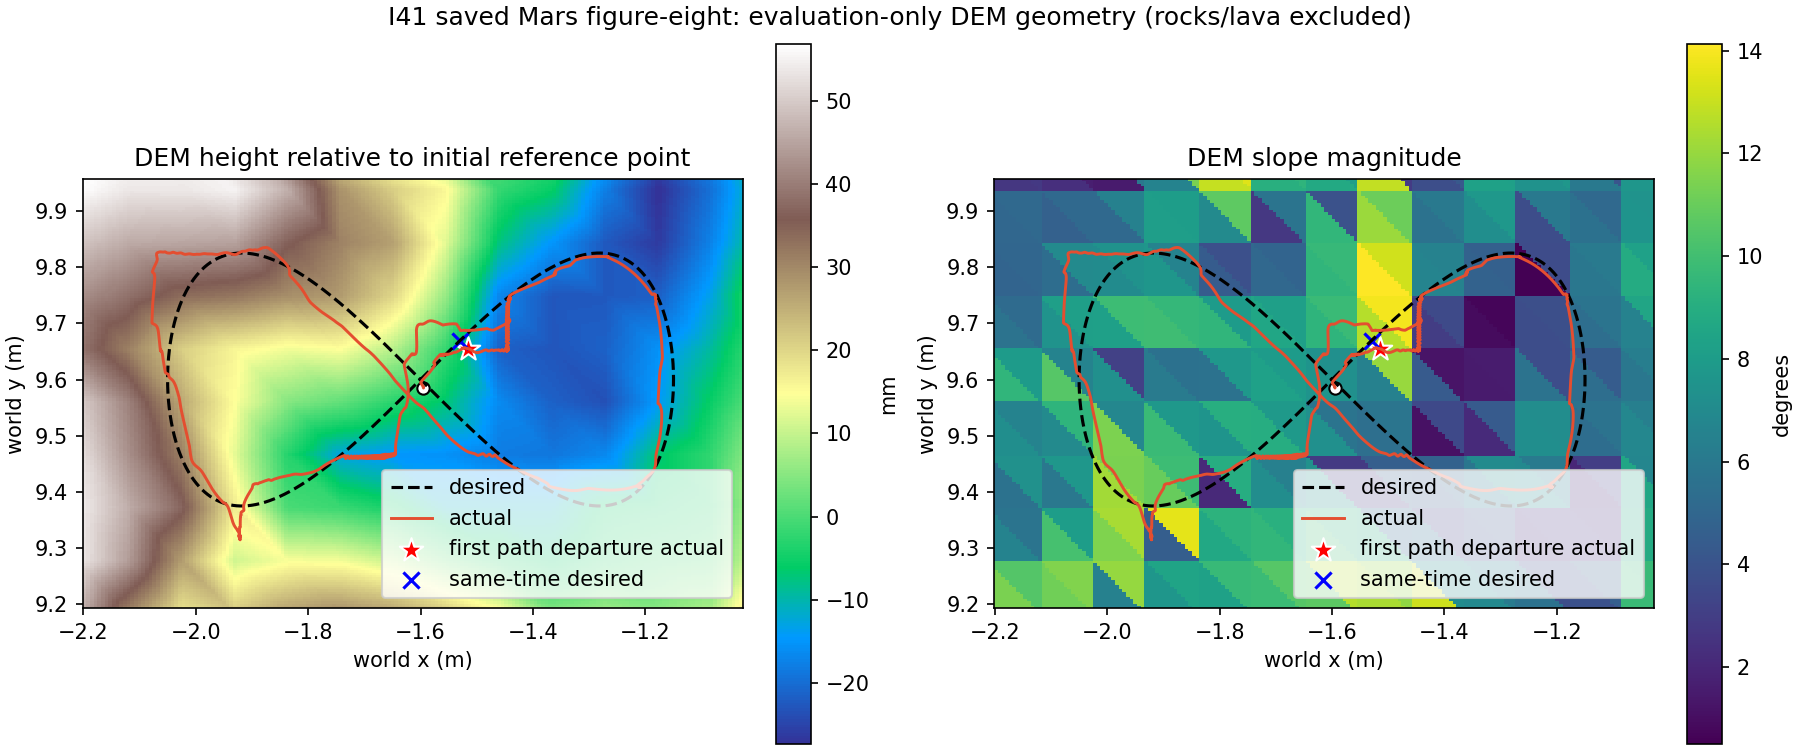 I41 saved Mars figure-eight: evaluation-only DEM geometry (rocks/lava excluded)
DEM height relative to initial reference point
world y (m)
9.9
9.8
9.7
9.6
9.5
9.4
9.3
9.2
−2.2
−2.0
−1.8
−1.6
−1.4
−1.2
world x (m)
desired
actual
first path departure actual
same-time desired
50
40
30
20
10
0
−10
−20
mm
DEM slope magnitude
world y (m)
9.9
9.8
9.7
9.6
9.5
9.4
9.3
9.2
−2.2
−2.0
−1.8
−1.6
−1.4
−1.2
world x (m)
desired
actual
first path departure actual
same-time desired
14
12
10
8
6
4
2
degrees